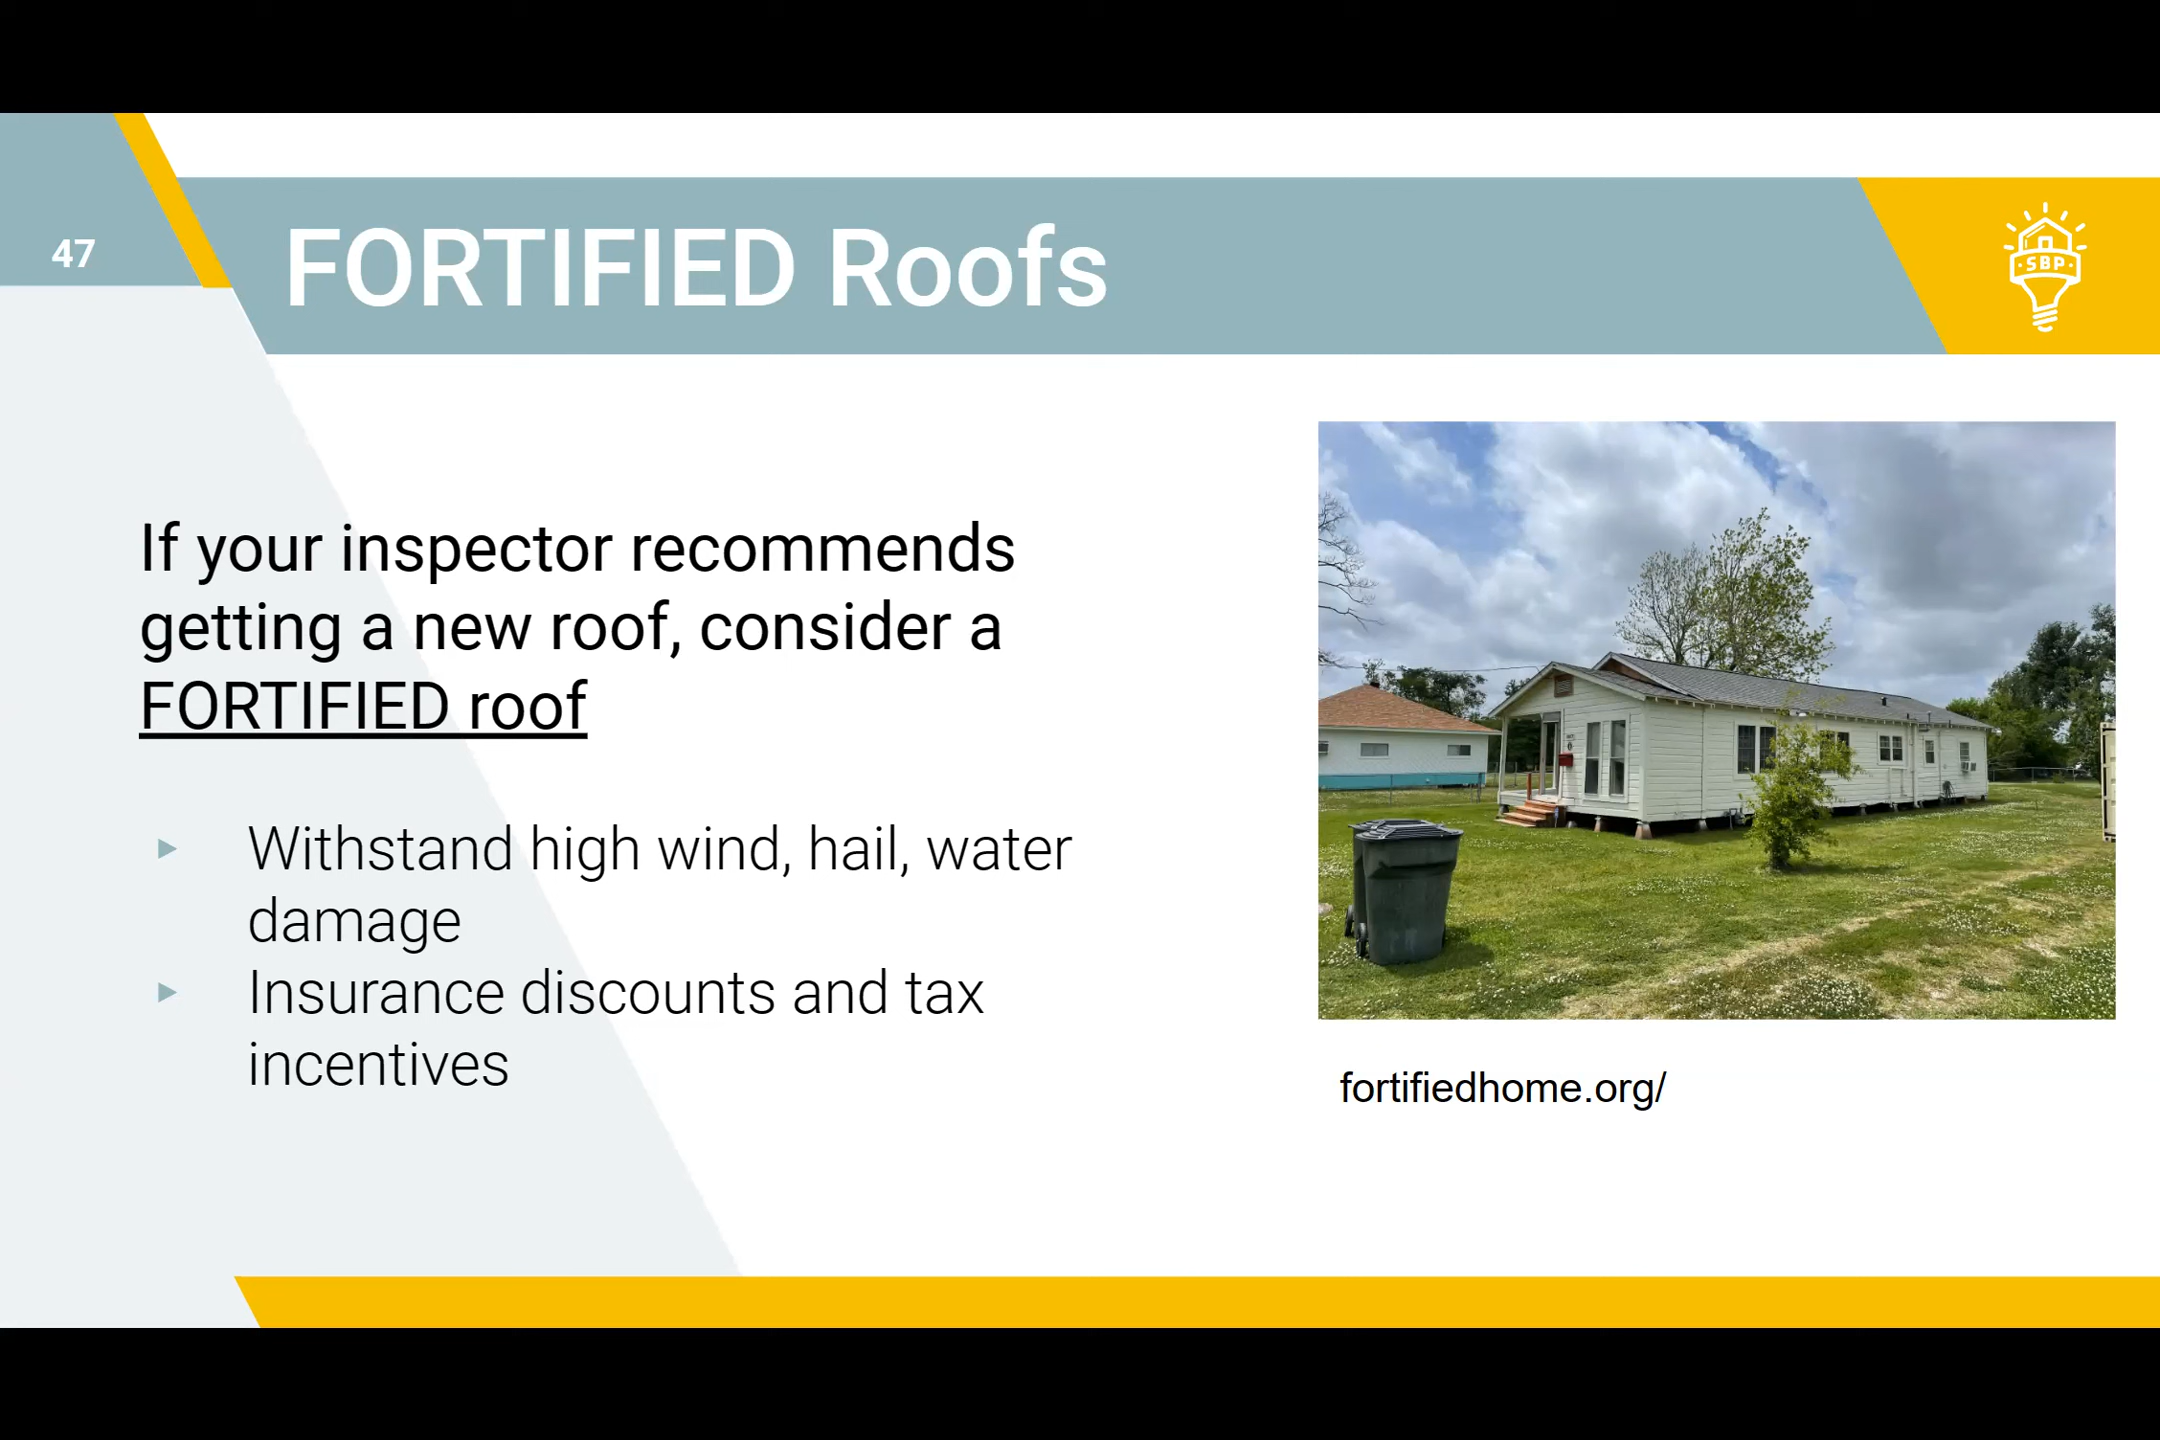 47
FORTIFIED Roofs
SBP
If your inspector recommends
getting a new roof, consider a
FORTIFIED roof
Withstand high wind, hail, water
damage
Insurance discounts and tax
incentives
fortifiedhome.org/